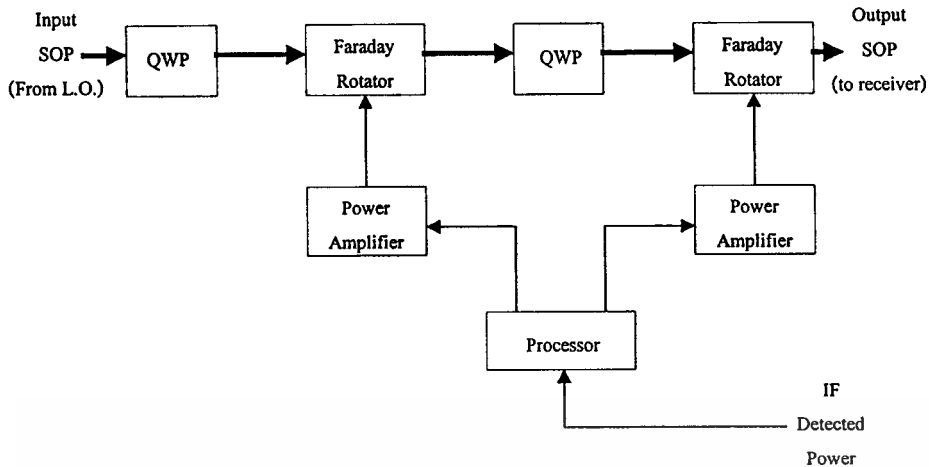 Input
SOP
(From L.O.)
QWP
Faraday
Rotator
QWP
Faraday
Rotator
Output
SOP
(to receiver)
Power
Amplifier
Power
Amplifier
Processor
IF
Detected
Power